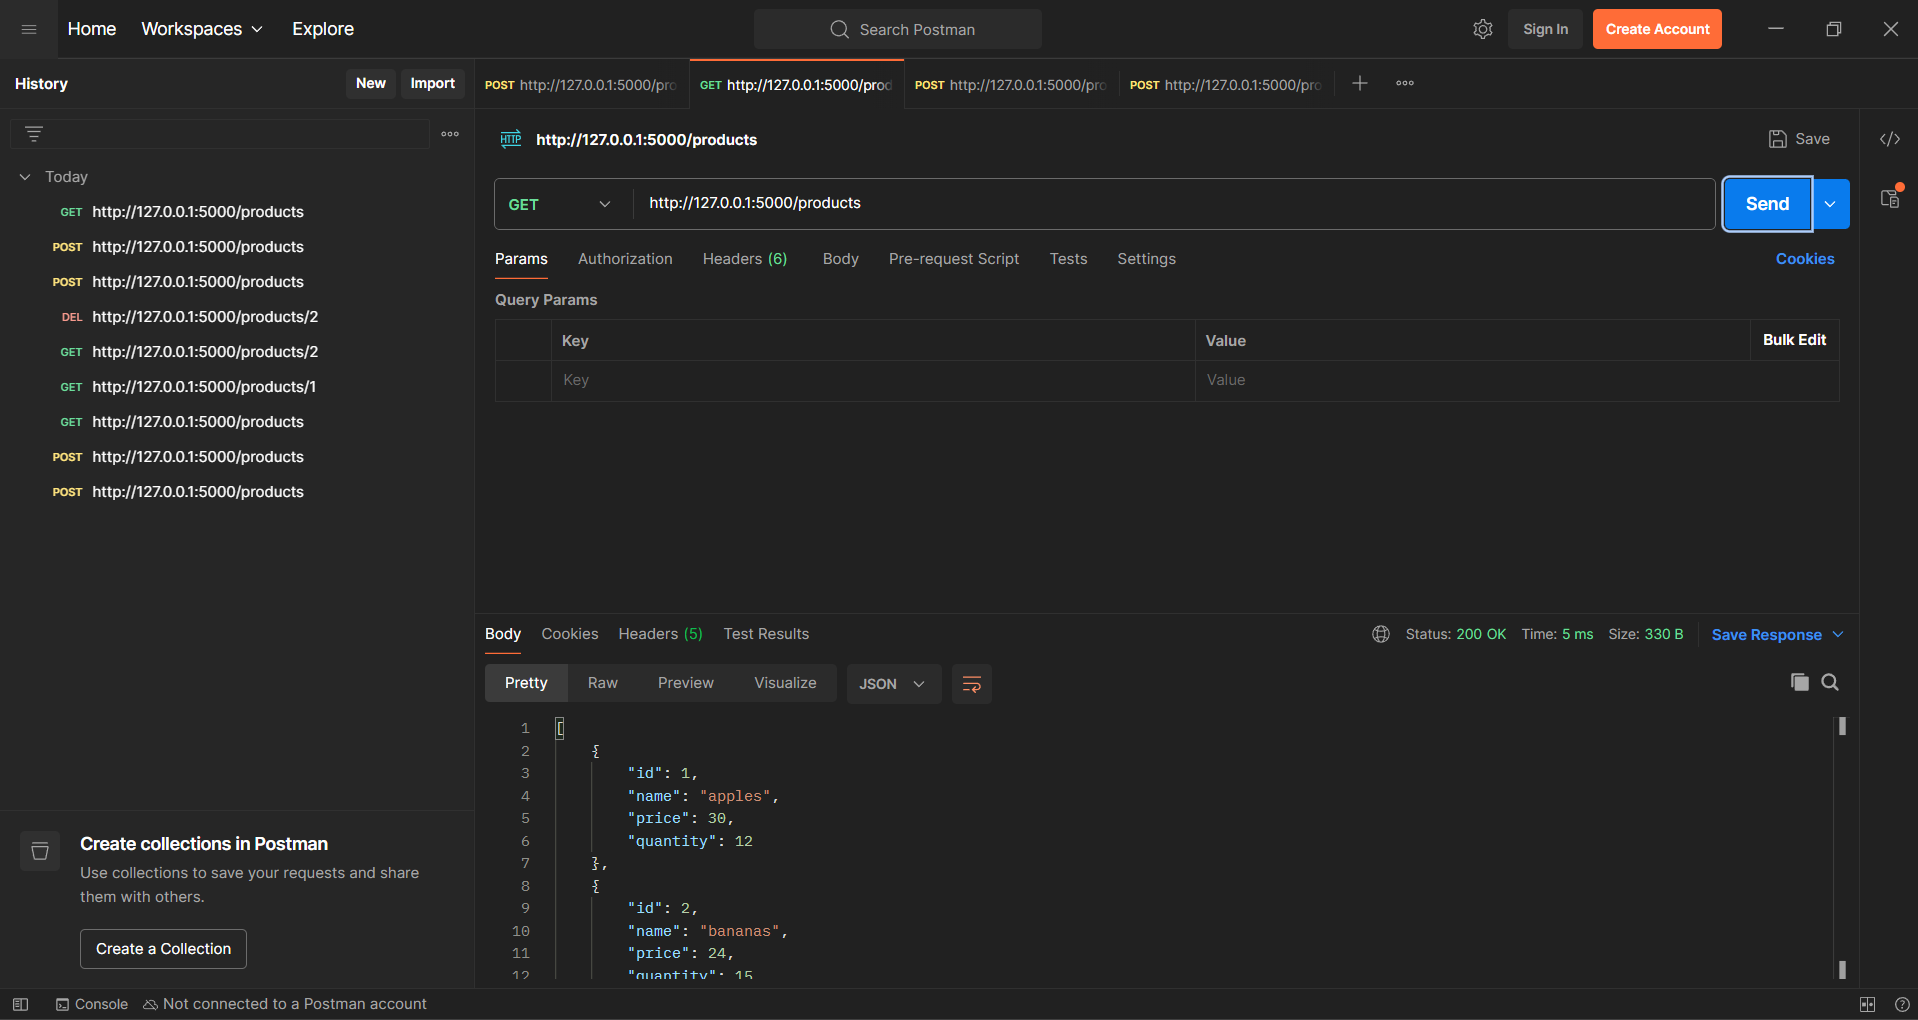 Home Workspaces Explore Search Postman Sign In Create Account
History New Import
POST http://127.0.0.1:5000/pro GET http://127.0.0.1:5000/prod POST http://127.0.0.1:5000/pro POST http://127.0.0.1:5000/pro
HTTP http://127.0.0.1:5000/products Save
Today
GET http://127.0.0.1:5000/products
POST http://127.0.0.1:5000/products
POST http://127.0.0.1:5000/products
DEL http://127.0.0.1:5000/products/2
GET http://127.0.0.1:5000/products/2
GET http://127.0.0.1:5000/products/1
GET http://127.0.0.1:5000/products
POST http://127.0.0.1:5000/products
POST http://127.0.0.1:5000/products
GET http://127.0.0.1:5000/products Send
Params Authorization Headers (6) Body Pre-request Script Tests Settings Cookies
Query Params
Key Value Bulk Edit
Key Value
Body Cookies Headers (5) Test Results Status: 200 OK Time: 5 ms Size: 330 B Save Response
Pretty Raw Preview Visualize JSON
1 [
2 {
3 "id": 1,
4 "name": "apples",
5 "price": 30,
6 "quantity": 12
7 },
8 {
9 "id": 2,
10 "name": "bananas",
11 "price": 24,
12 "quantity": 15
Create collections in Postman
Use collections to save your requests and share
them with others.
Create a Collection
Console Not connected to a Postman account